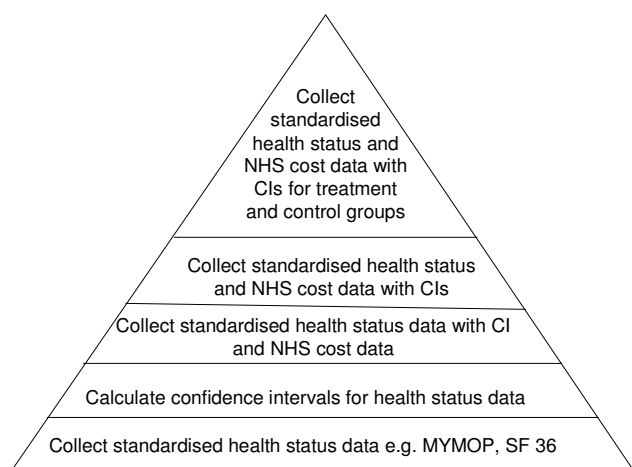 Collect
standardised
health status and
NHS cost data with
CIs for treatment
and control groups
Collect standardised health status
and NHS cost data with CIs
Collect standardised health status data with CI
and NHS cost data
Calculate confidence intervals for health status data
Collect standardised health status data e.g. MYMOP, SF 36